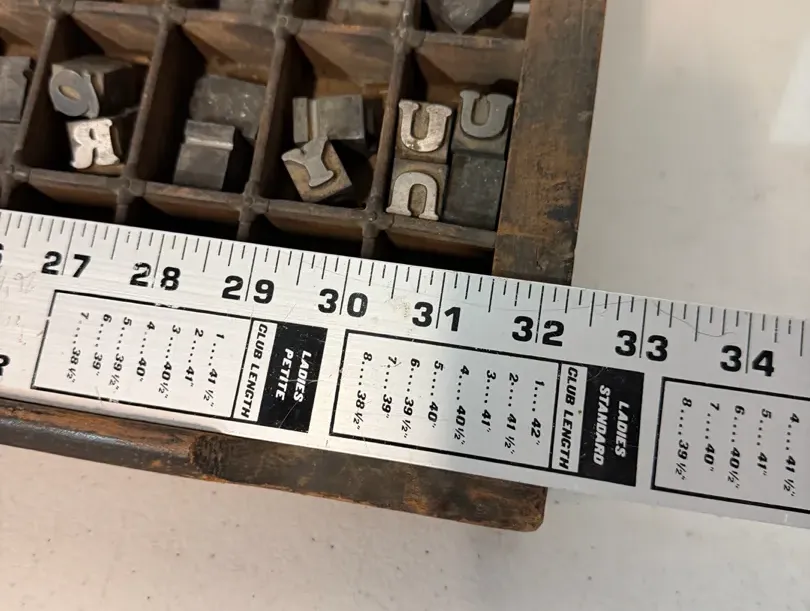 27 28 29 30 31 32 33 34
LADIES PETITE
CLUB LENGTH
1.... 41 ½"
2.... 41"
3.... 40 ½"
4.... 40"
5.... 39 ½"
6.... 39"
7.... 38 ½"
LADIES STANDARD
CLUB LENGTH
1.... 42"
2.... 41 ½"
3.... 41"
4.... 40 ½"
5.... 40"
6.... 39 ½"
7.... 39"
8.... 38 ½"
4.... 41 ½"
5.... 41"
6.... 40 ½"
7.... 40"
8.... 39 ½"
R
Y
U U
U